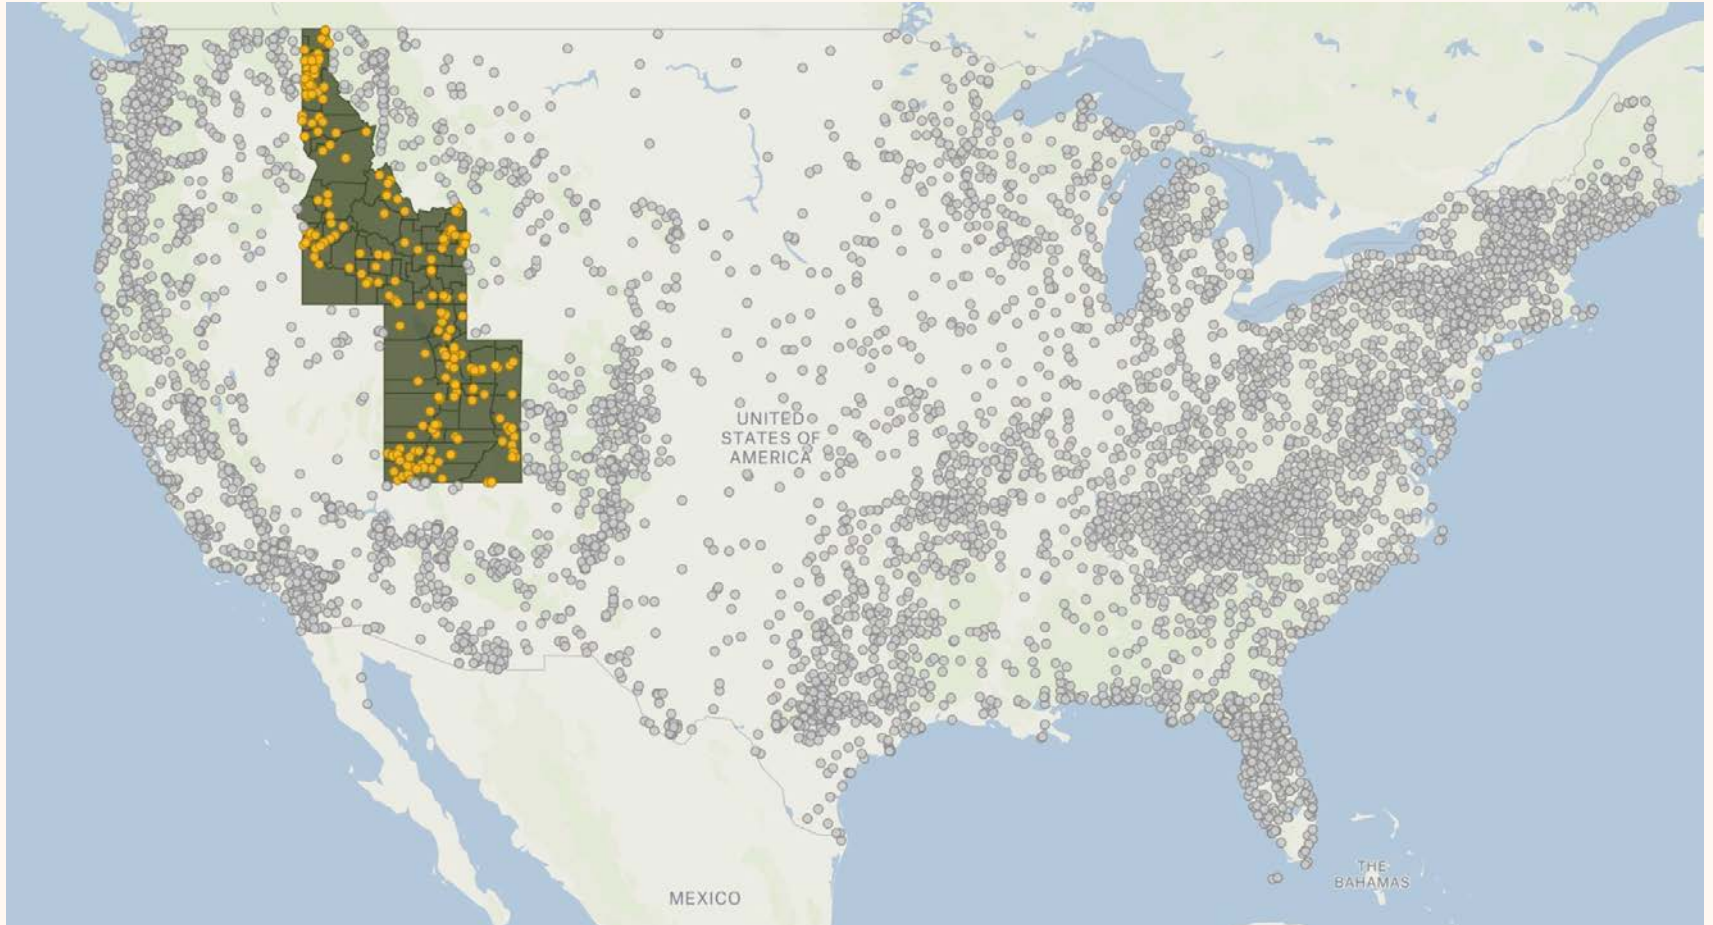 UNITED
STATES OF
AMERICA
MEXICO
THE
BAHAMAS